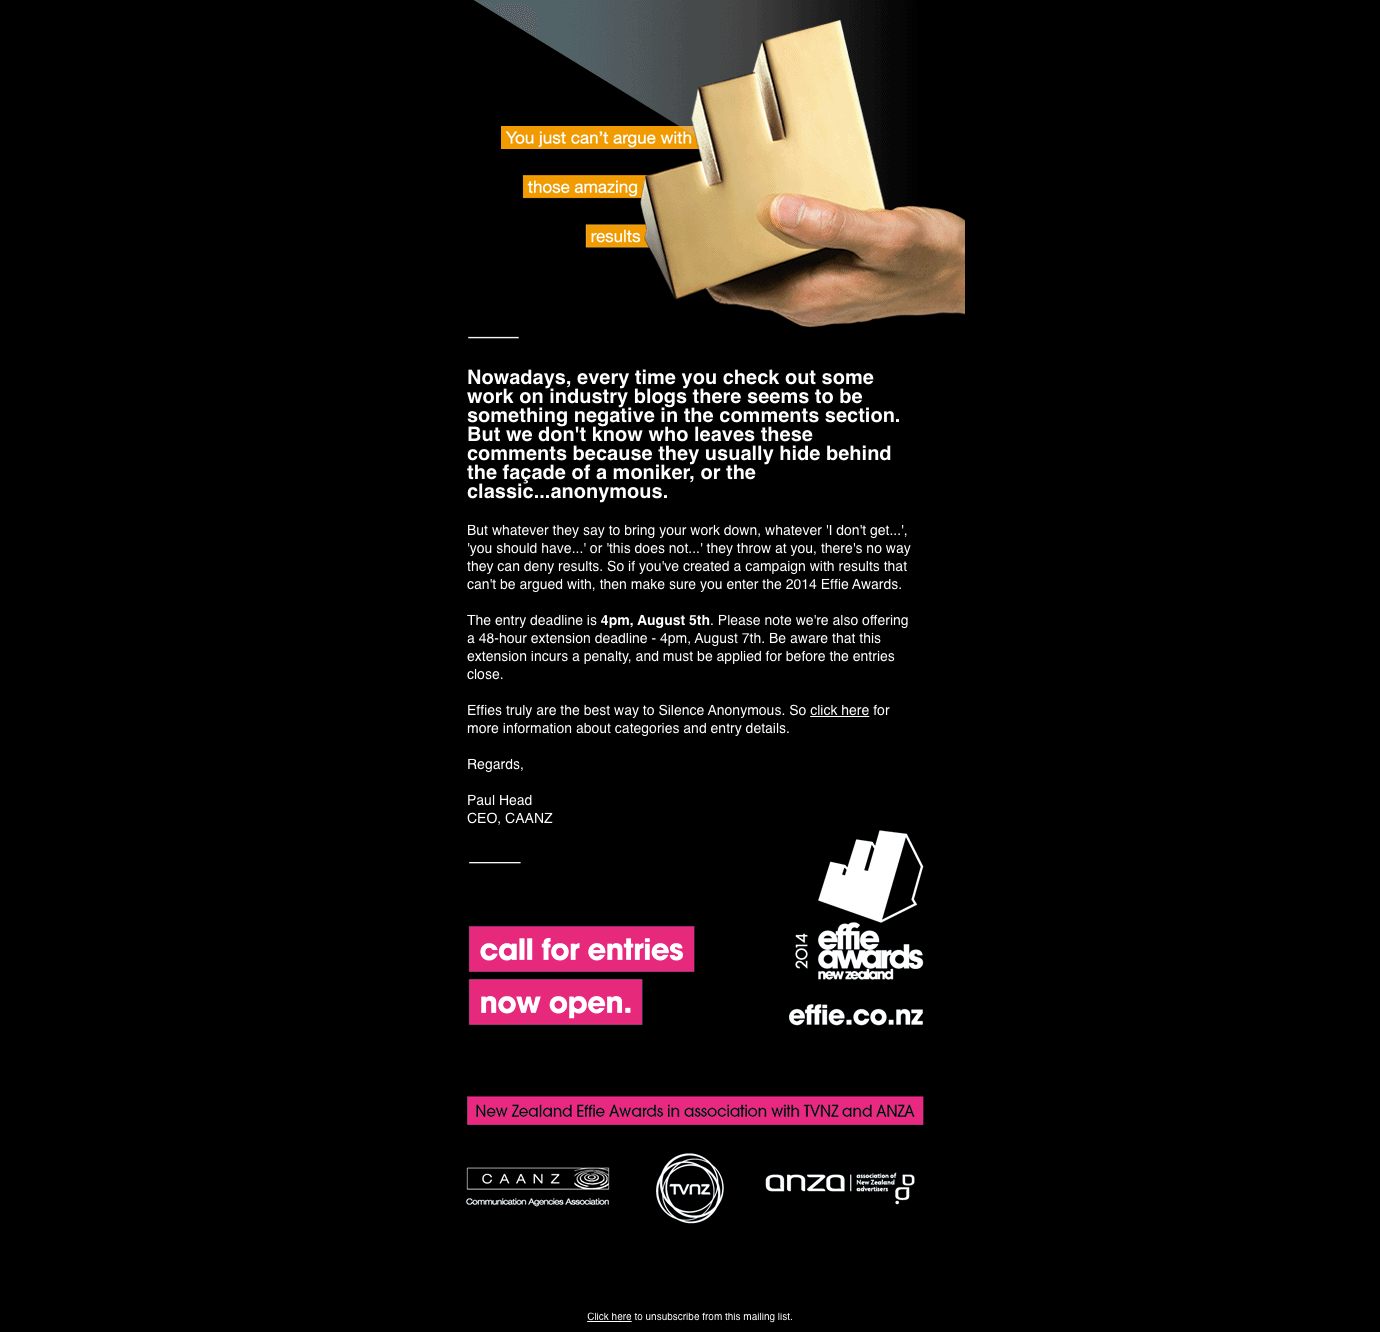 You just can't argue with
those amazing
results
Nowadays, every time you check out some
work on industry blogs there seems to be
something negative in the comments section.
But we don't know who leaves these
comments because they usually hide behind
the façade of a moniker, or the
classic...anonymous.
But whatever they say to bring your work down, whatever 'I don't get...',
'you should have...' or 'this does not...' they throw at you, there's no way
they can deny results. So if you've created a campaign with results that
can't be argued with, then make sure you enter the 2014 Effie Awards.
The entry deadline is 4pm, August 5th. Please note we're also offering
a 48-hour extension deadline - 4pm, August 7th. Be aware that this
extension incurs a penalty, and must be applied for before the entries
close.
Effies truly are the best way to Silence Anonymous. So click here for
more information about categories and entry details.
Regards,
Paul Head
CEO, CAANZ
call for entries
now open.
2014
effie
awards
new zealand
effie.co.nz
New Zealand Effie Awards in association with TVNZ and ANZA
CAANZ
Communication Agencies Association
TVNZ
anza
association of
New Zealand
advertisers
Click here to unsubscribe from this mailing list.